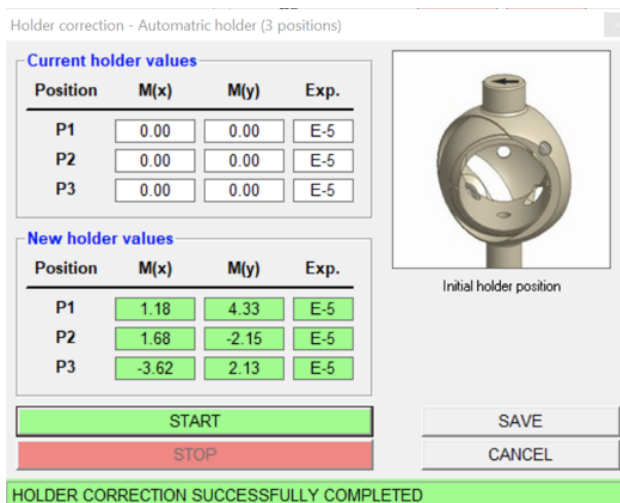 Holder correction - Automatric holder (3 positions)
Current holder values
Position M(x) M(y) Exp.
P1 0.00 0.00 E-5
P2 0.00 0.00 E-5
P3 0.00 0.00 E-5
New holder values
Position M(x) M(y) Exp.
P1 1.18 4.33 E-5
P2 1.68 -2.15 E-5
P3 -3.62 2.13 E-5
Initial holder position
START
STOP
SAVE
CANCEL
HOLDER CORRECTION SUCCESSFULLY COMPLETED